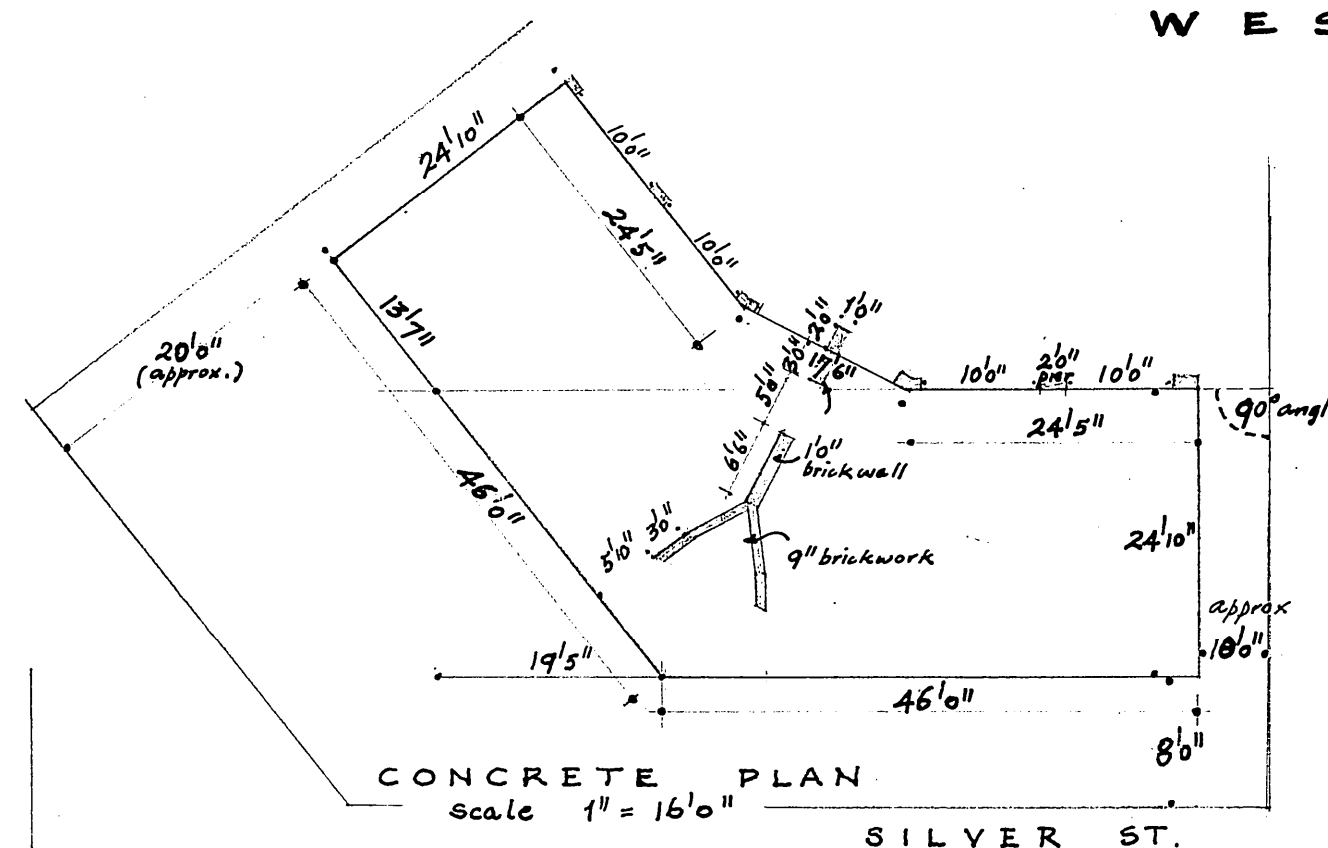 W E S
24'10"
10'0"
24'5"
10'0"
13'7"
20'0"
(approx.)
2'0"
1'0"
3'0"
17'6"
5'0"
10'0"
2'0"
pier
10'0"
90° angl
24'5"
6'6"
1'0"
brickwall
46'0"
3'0"
5'10"
9" brickwork
24'10"
approx
19'5"
46'0"
8'0"
CONCRETE PLAN
scale 1" = 16'0"
SILVER ST.